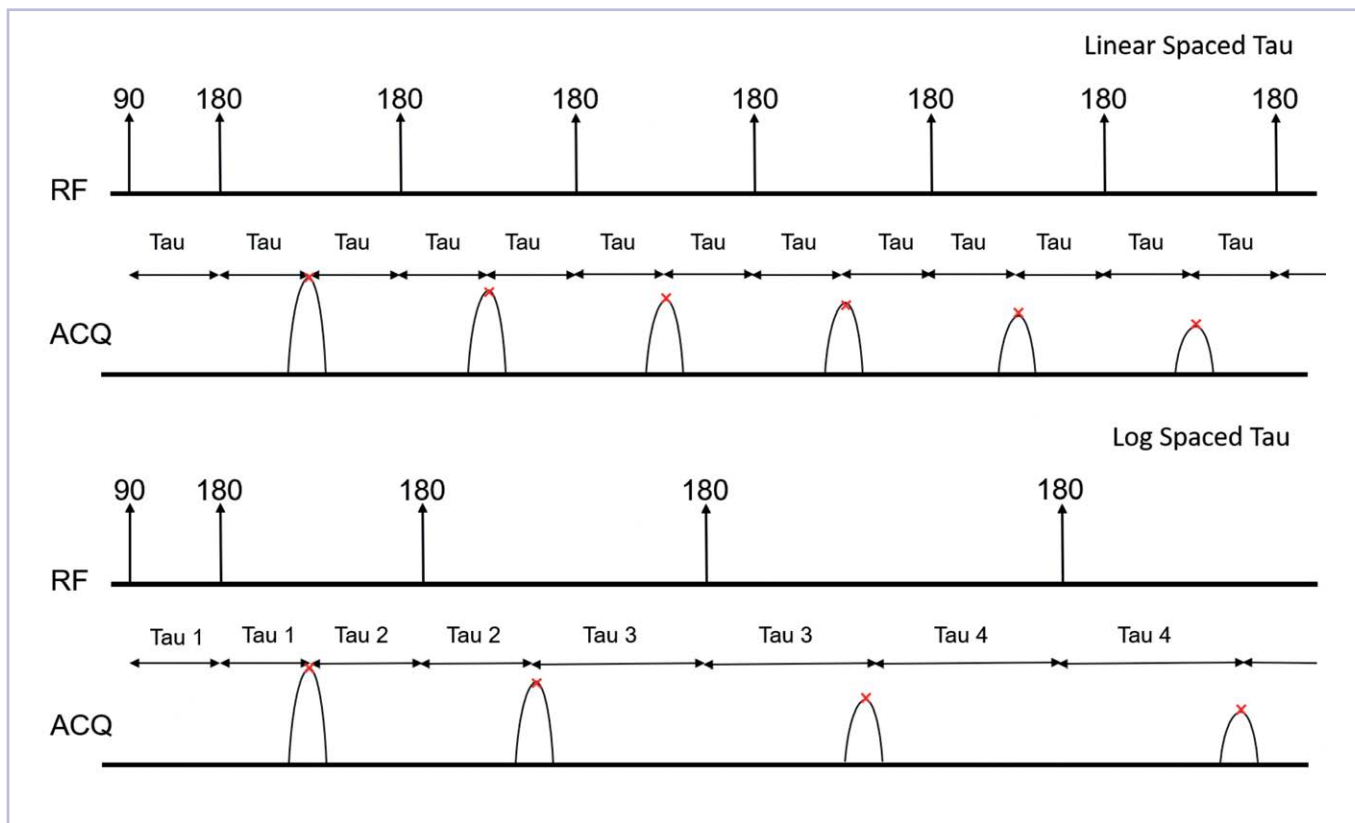 Linear Spaced Tau
90 180 180 180 180 180 180 180
RF
Tau Tau Tau Tau Tau Tau Tau Tau Tau Tau Tau Tau Tau
ACQ
Log Spaced Tau
90 180 180 180 180
RF
Tau 1 Tau 1 Tau 2 Tau 2 Tau 3 Tau 3 Tau 4 Tau 4
ACQ